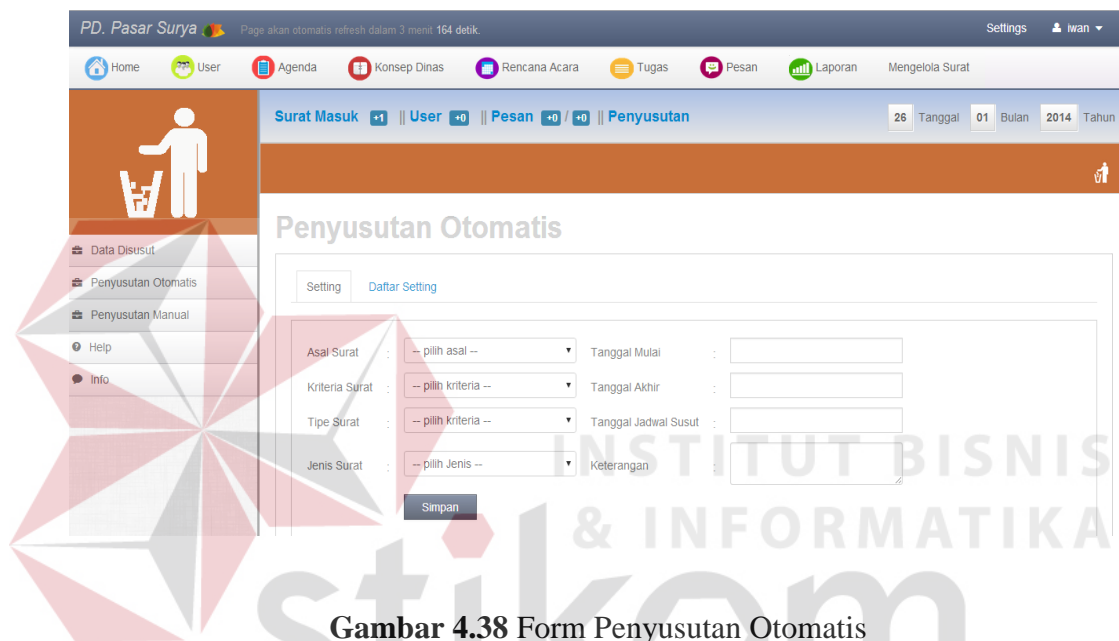 PD. Pasar Surya Page akan otomatis refresh dalam 3 menit 164 detik. Settings iwan
Home User Agenda Konsep Dinas Rencana Acara Tugas Pesan Laporan Mengelola Surat
Surat Masuk +1 || User +0 || Pesan +0 / +0 || Penyusutan 26 Tanggal 01 Bulan 2014 Tahun
Penyusutan Otomatis
Data Disusut
Penyusutan Otomatis
Penyusutan Manual
Help
Info
Setting Daftar Setting
Asal Surat : -- pilih asal -- Tanggal Mulai :
Kriteria Surat : -- pilih kriteria -- Tanggal Akhir :
Tipe Surat : -- pilih kriteria -- Tanggal Jadwal Susut :
Jenis Surat : -- pilih Jenis -- Keterangan :
Simpan
INSTITUT BISNIS
& INFORMATIKA
stikom
Gambar 4.38 Form Penyusutan Otomatis